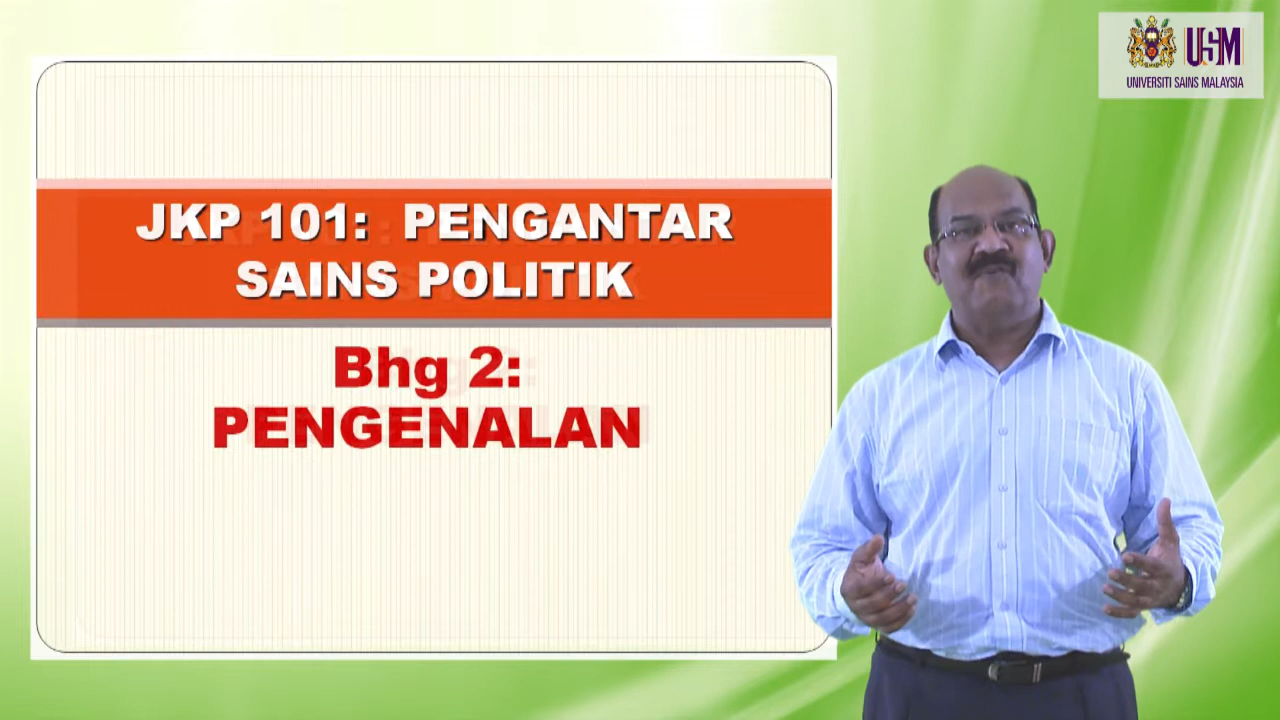 USM
UNIVERSITI SAINS MALAYSIA
JKP 101: PENGANTAR
SAINS POLITIK
Bhg 2:
PENGENALAN